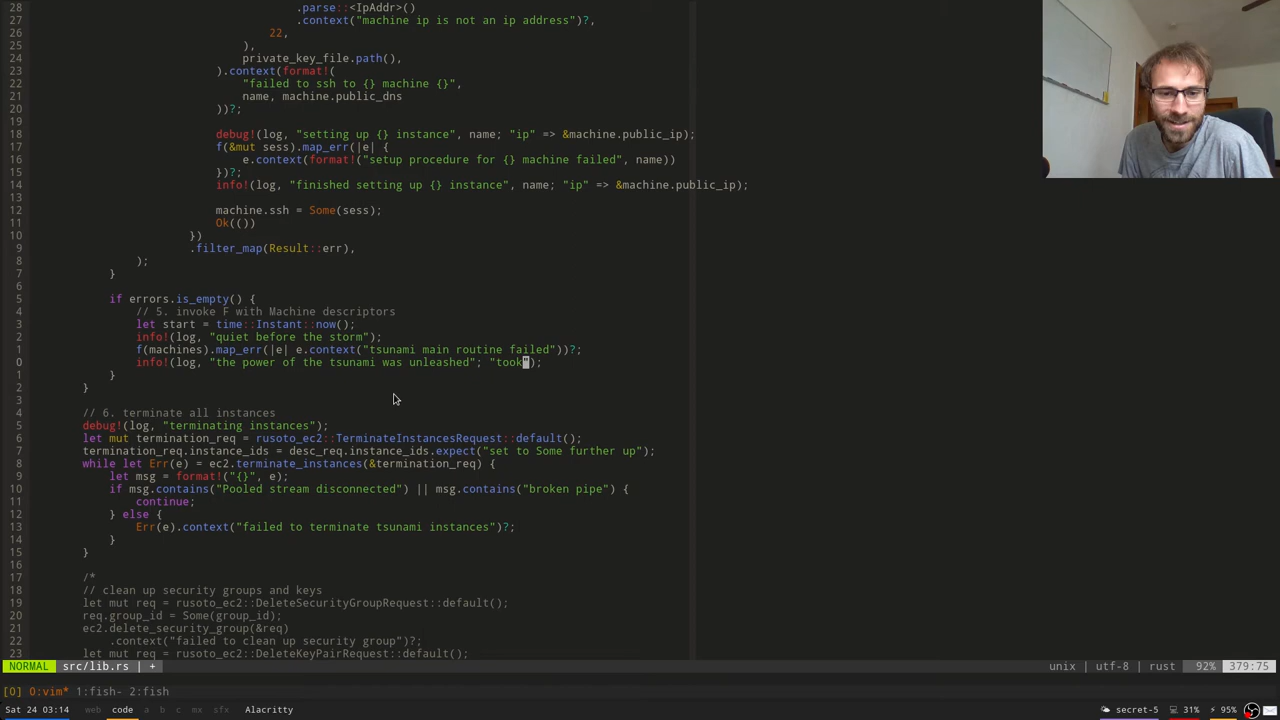 28 .parse::<IpAddr>()
27 .context("machine ip is not an ip address")?,
26 22,
25 ),
24 private_key_file.path(),
23 ).context(format!(
22 "failed to ssh to {} machine {}",
21 name, machine.public_dns
20 ))?;
19
18 debug!(log, "setting up {} instance", name; "ip" => &machine.public_ip);
17 f(&mut sess).map_err(|e| {
16 e.context(format!("setup procedure for {} machine failed", name))
15 })?;
14 info!(log, "finished setting up {} instance", name; "ip" => &machine.public_ip);
13
12 machine.ssh = Some(sess);
11 Ok(())
10 })
9 .filter_map(Result::err),
8 );
7 }
6
5 if errors.is_empty() {
4 // 5. invoke F with Machine descriptors
3 let start = time::Instant::now();
2 info!(log, "quiet before the storm");
1 f(machines).map_err(|e| e.context("tsunami main routine failed"))?;
0 info!(log, "the power of the tsunami was unleashed"; "took");
1 }
2 }
3
4 // 6. terminate all instances
5 debug!(log, "terminating instances");
6 let mut termination_req = rusoto_ec2::TerminateInstancesRequest::default();
7 termination_req.instance_ids = desc_req.instance_ids.expect("set to Some further up");
8 while let Err(e) = ec2.terminate_instances(&termination_req) {
9 let msg = format!("{}", e);
10 if msg.contains("Pooled stream disconnected") || msg.contains("broken pipe") {
11 continue;
12 } else {
13 Err(e).context("failed to terminate tsunami instances")?;
14 }
15 }
16
17 /*
18 // clean up security groups and keys
19 let mut req = rusoto_ec2::DeleteSecurityGroupRequest::default();
20 req.group_id = Some(group_id);
21 ec2.delete_security_group(&req)
22 .context("failed to clean up security group")?;
23 let mut req = rusoto_ec2::DeleteKeyPairRequest::default();
NORMAL src/lib.rs | + unix | utf-8 | rust 92% 379:75
[0] 0:vim* 1:fish- 2:fish
Sat 24 03:14 web code a b c mx sfx Alacritty secret-5 31% 95%